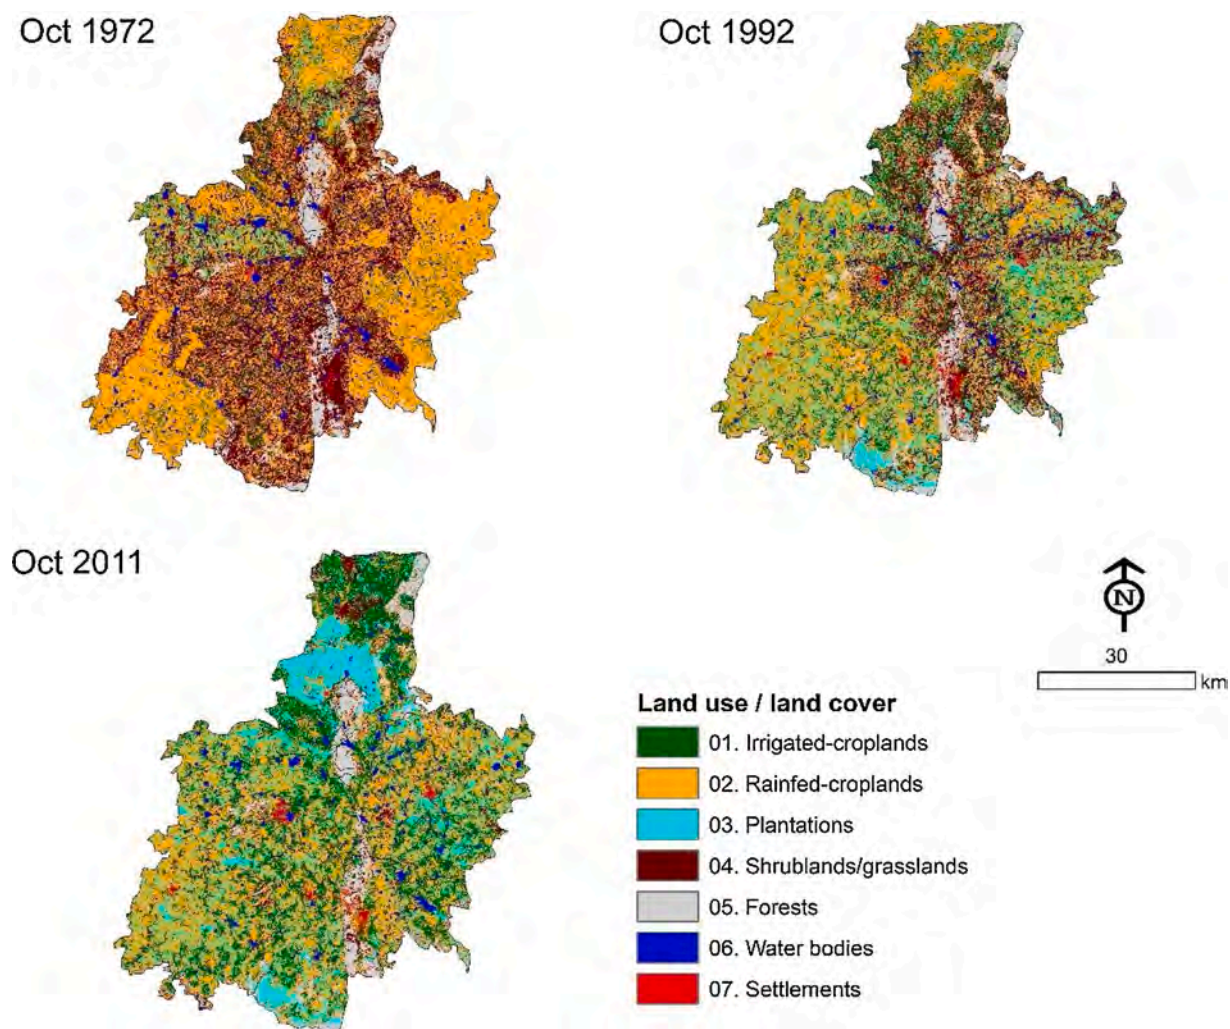 Oct 1972
Oct 1992
Oct 2011
N
30
km
Land use / land cover
01. Irrigated-croplands
02. Rainfed-croplands
03. Plantations
04. Shrublands/grasslands
05. Forests
06. Water bodies
07. Settlements